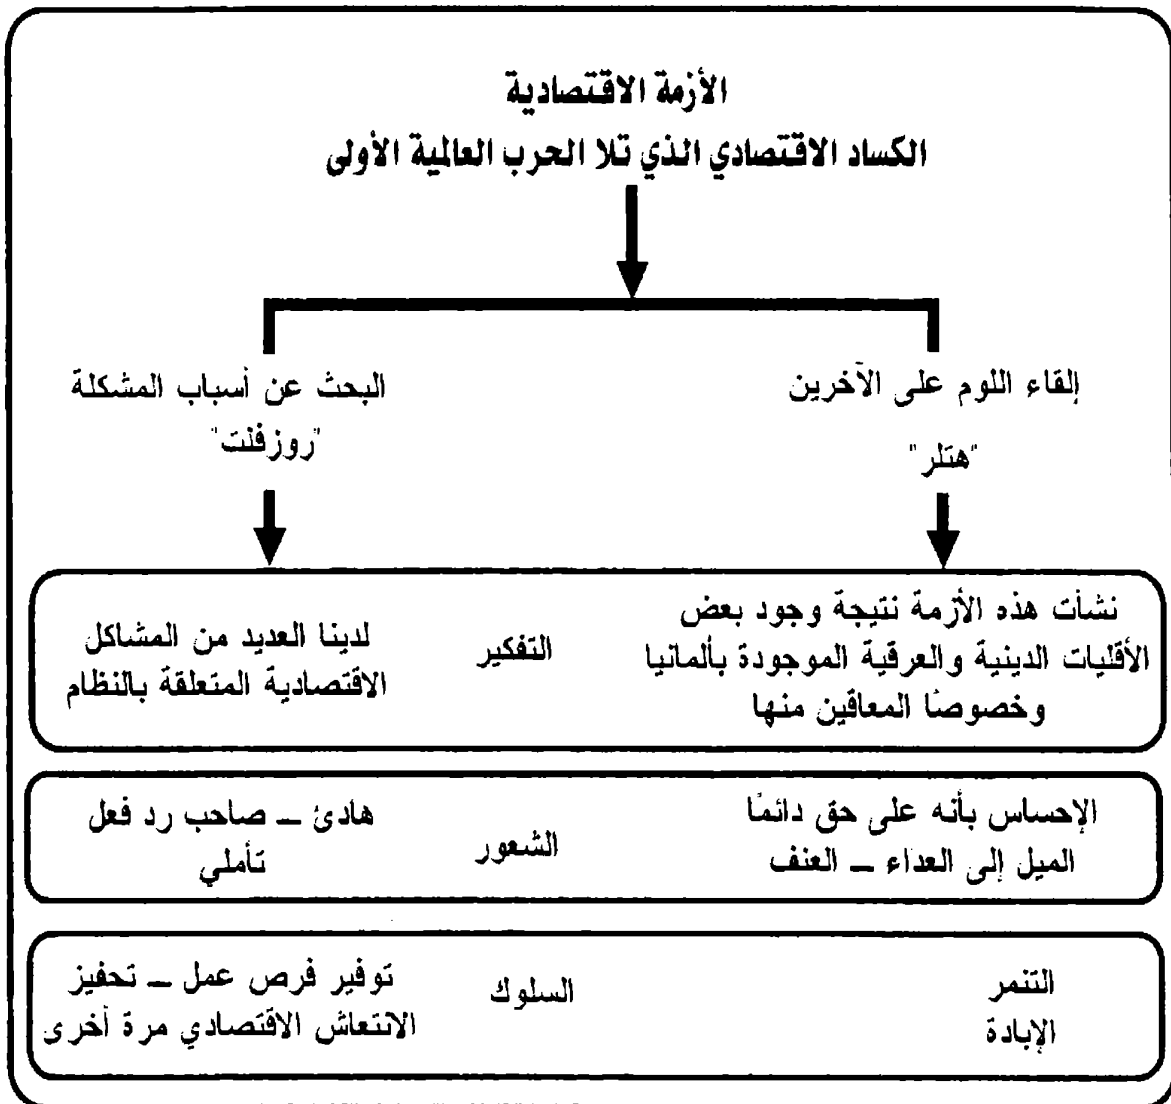 الأزمة الاقتصادية
الكساد الاقتصادي الذي تلا الحرب العالمية الأولى
إلقاء اللوم على الآخرين
"هتلر"
البحث عن أسباب المشكلة
"روزفلت"
نشأت هذه الأزمة نتيجة وجود بعض
الأقليات الدينية والعرقية الموجودة بألمانيا
وخصوصًا المعاقين منها
التفكير
لدينا العديد من المشاكل
الاقتصادية المتعلقة بالنظام
الإحساس بأنه على حق دائمًا
الميل إلى العداء – العنف
الشعور
هادئ – صاحب رد فعل
تأملي
التنمر
الإبادة
السلوك
توفير فرص عمل – تحفيز
الانتعاش الاقتصادي مرة أخرى